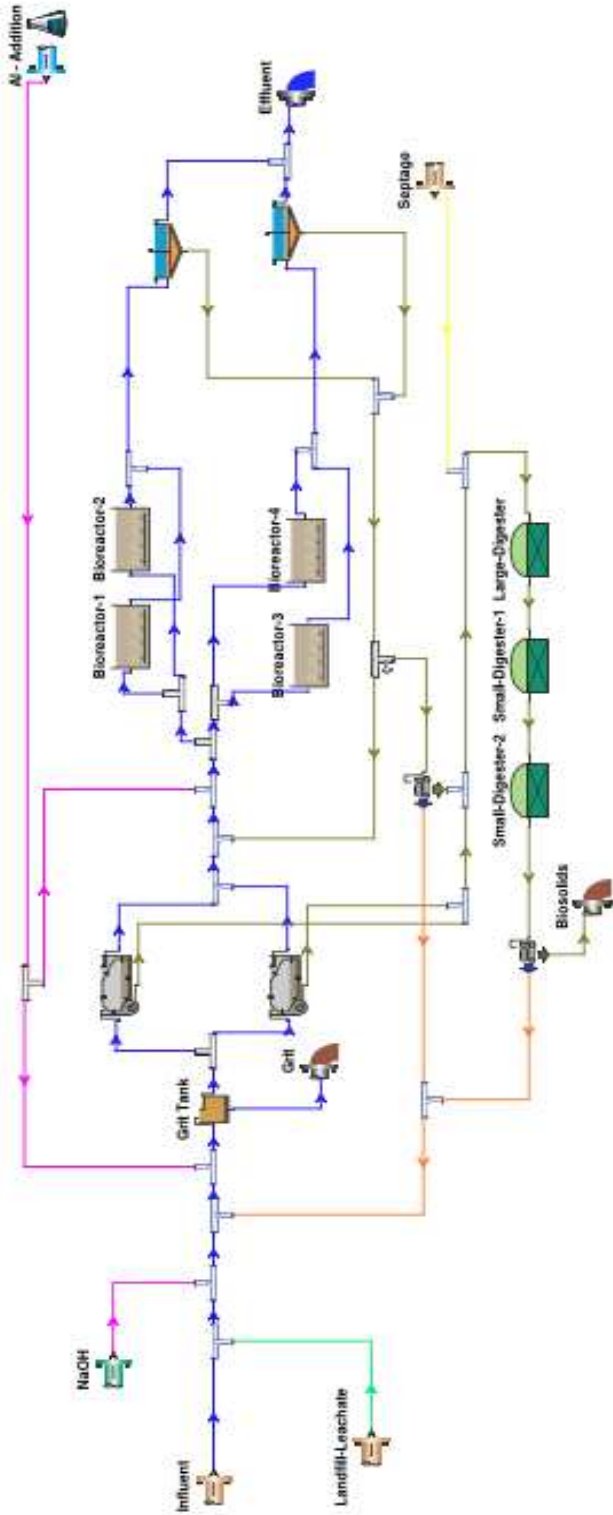 Al - Addition
Effluent
Septage
Bioreactor-2
Bioreactor-1
Bioreactor-4
Bioreactor-3
Large-Digester
Small-Digester-1
Small-Digester-2
Biosolids
Grit Tank
Grit
NaOH
Influent
Landfill-Leachate